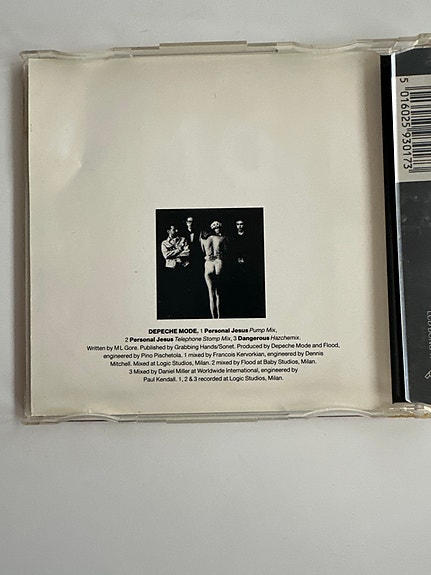 DEPECHE MODE. 1 Personal Jesus Pump Mix,
2 Personal Jesus Telephone Stomp Mix, 3 Dangerous Hazchemix.
Written by M L Gore. Published by Grabbing Hands/Sonet. Produced by Depeche Mode and Flood,
engineered by Pino Pischetola. 1 mixed by Francois Kervorkian, engineered by Dennis
Mitchell. Mixed at Logic Studios, Milan. 2 mixed by Flood at Baby Studios, Milan.
3 Mixed by Daniel Miller at Worldwide International, engineered by
Paul Kendall. 1, 2 & 3 recorded at Logic Studios, Milan.
5 016025 930173